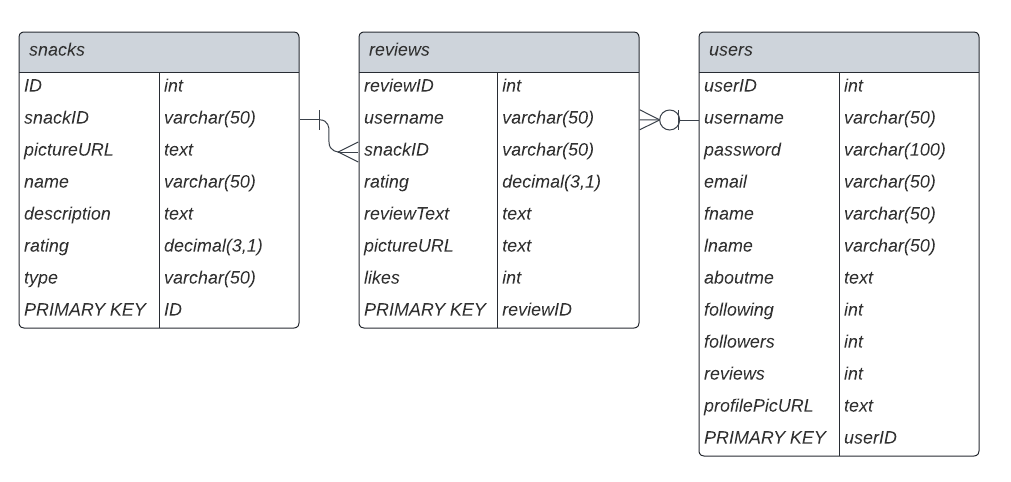 snacks
ID int
snackID varchar(50)
pictureURL text
name varchar(50)
description text
rating decimal(3,1)
type varchar(50)
PRIMARY KEY ID
reviews
reviewID int
username varchar(50)
snackID varchar(50)
rating decimal(3,1)
reviewText text
pictureURL text
likes int
PRIMARY KEY reviewID
users
userID int
username varchar(50)
password varchar(100)
email varchar(50)
fname varchar(50)
lname varchar(50)
aboutme text
following int
followers int
reviews int
profilePicURL text
PRIMARY KEY userID